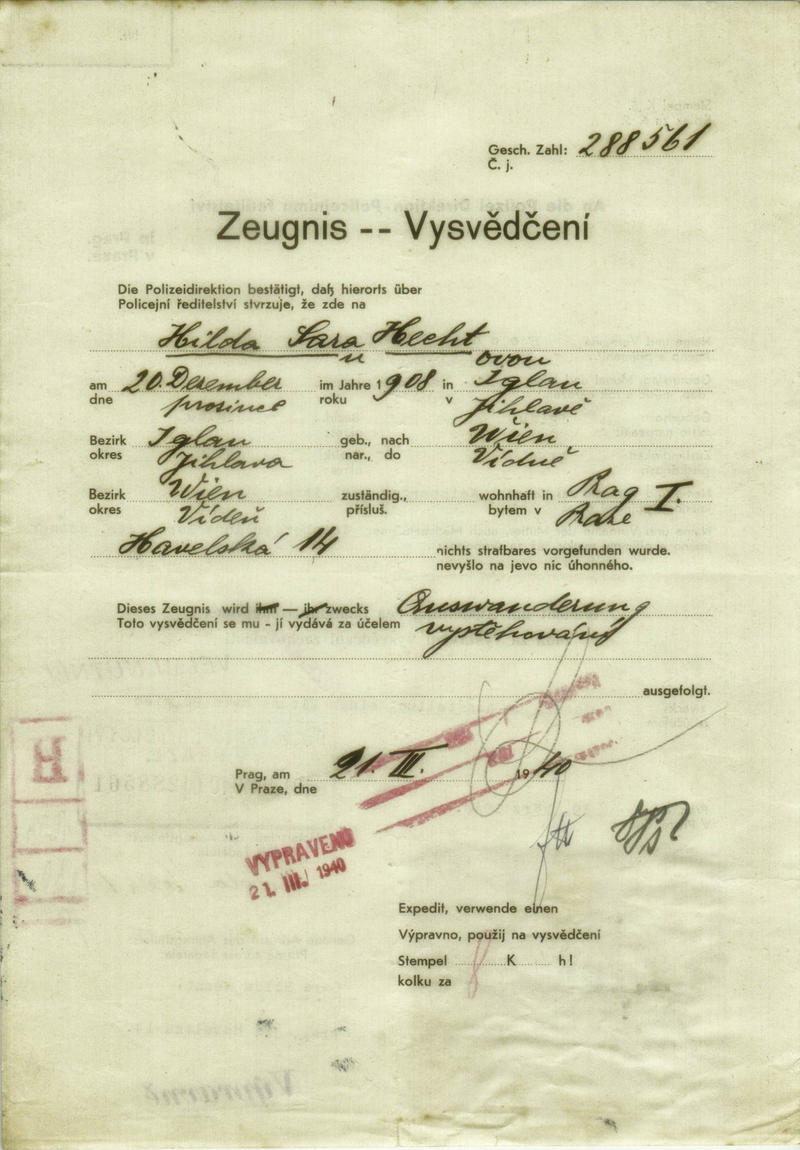 Gesch. Zahl: 288561
Č. j.
Zeugnis -- Vysvědčení
Die Polizeidirektion bestätigt, daß hierorts über
Policejní ředitelství stvrzuje, že zde na
Hilda Sara Hecht
u ovou
am 20. Dezember im Jahre 1908 in Iglau
dne prosince roku v Jihlavě
Bezirk Iglau geb., nach Wien
okres Jihlava nar., do Vídně
Bezirk Wien zuständig., wohnhaft in Prag I.
okres Vídeň přísluš. bytem v Praze
Havelská 14 nichts strafbares vorgefunden wurde.
nevyšlo na jevo nic úhonného.
Dieses Zeugnis wird ihm — ihr zwecks Auswanderung
Toto vysvědčení se mu - jí vydává za účelem vystěhování
ausgefolgt.
Prag, am 21. III. 1940
V Praze, dne
VYPRAVENO
21. III. 1940
Expedit, verwende einen
Výpravno, použij na vysvědčení
Stempel 8 K h!
kolku za